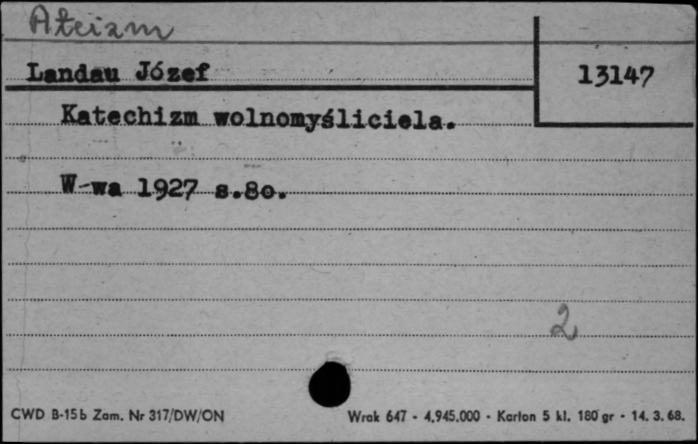 Ateizm
Landau Józef
13147
Katechizm wolnomyśliciela.
W-wa 1927 s.80.
2
CWD B-15b Zam. Nr 317/DW/ON
Wrak 647 - 4.945.000 - Karton 5 kl. 180 gr - 14. 3. 68.